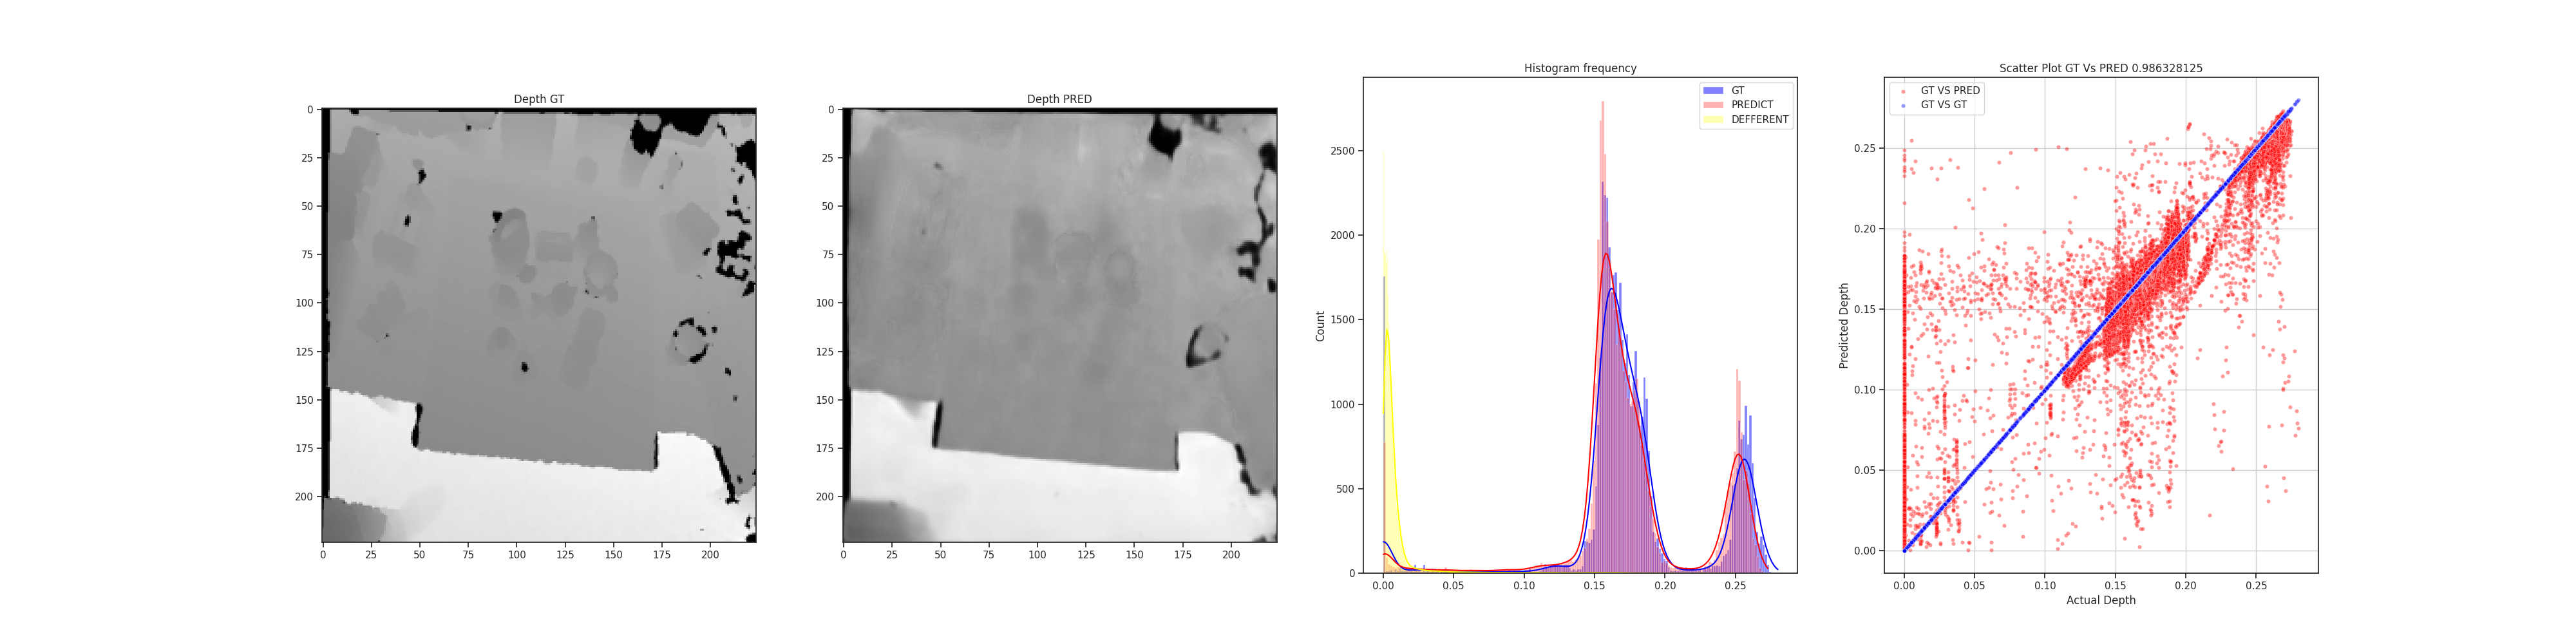 Depth GT
0
25
50
75
100
125
150
175
200
0 25 50 75 100 125 150 175 200
Depth PRED
0
25
50
75
100
125
150
175
200
0 25 50 75 100 125 150 175 200
Histogram frequency
GT
PREDICT
DEFFERENT
Count
2500
2000
1500
1000
500
0
0.00 0.05 0.10 0.15 0.20 0.25
Scatter Plot GT Vs PRED 0.986328125
GT VS PRED
GT VS GT
Predicted Depth
0.25
0.20
0.15
0.10
0.05
0.00
0.00 0.05 0.10 0.15 0.20 0.25
Actual Depth